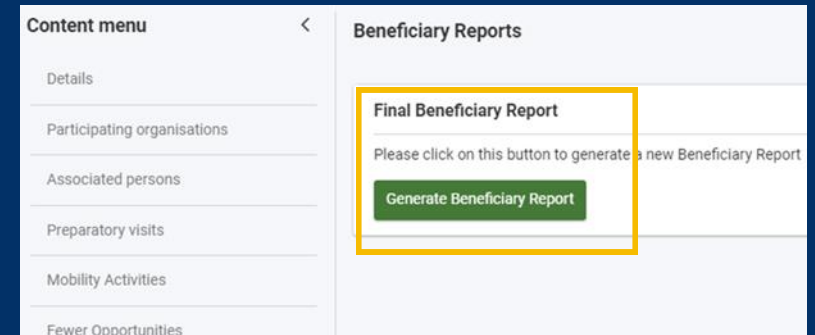 Content menu <
Details
Participating organisations
Associated persons
Preparatory visits
Mobility Activities
Fewer Opportunities
Beneficiary Reports
Final Beneficiary Report
Please click on this button to generate a new Beneficiary Report
Generate Beneficiary Report